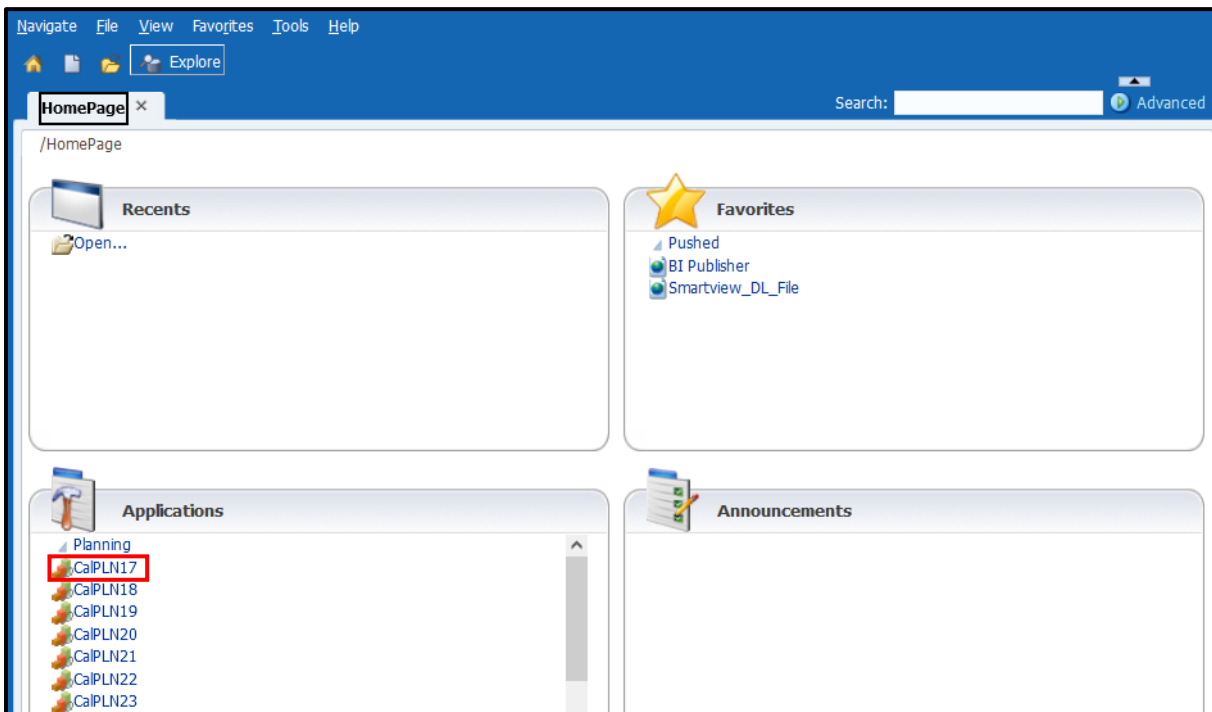 Navigate File View Favorites Tools Help
Explore
HomePage ×
Search:
Advanced
/HomePage
Recents
Open...
Favorites
Pushed
BI Publisher
Smartview_DL_File
Applications
Planning
CalPLN17
CalPLN18
CalPLN19
CalPLN20
CalPLN21
CalPLN22
CalPLN23
Announcements